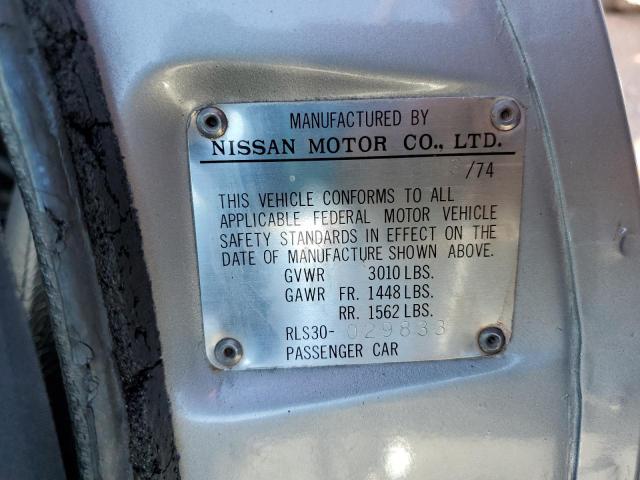 MANUFACTURED BY
NISSAN MOTOR CO., LTD.
/74
THIS VEHICLE CONFORMS TO ALL
APPLICABLE FEDERAL MOTOR VEHICLE
SAFETY STANDARDS IN EFFECT ON THE
DATE OF MANUFACTURE SHOWN ABOVE.
GVWR 3010 LBS.
GAWR FR. 1448 LBS.
RR. 1562 LBS.
RLS30-029833
PASSENGER CAR